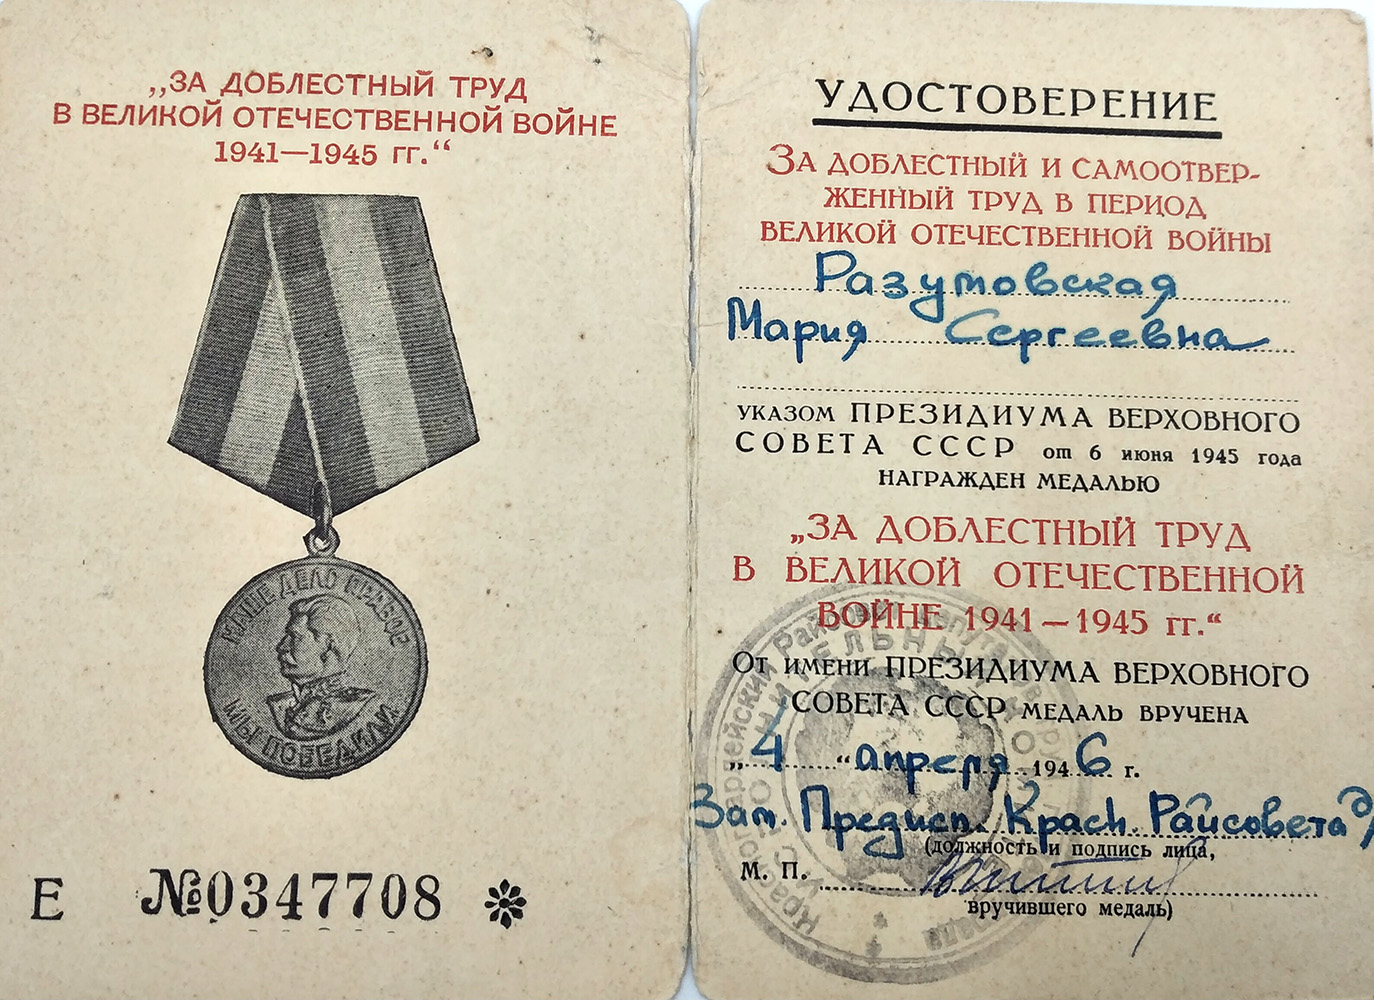 „ЗА ДОБЛЕСТНЫЙ ТРУД
В ВЕЛИКОЙ ОТЕЧЕСТВЕННОЙ ВОЙНЕ
1941—1945 гг.“
НАШЕ ДЕЛО ПРАВОЕ
МЫ ПОБЕДИЛИ
Е №0347708
УДОСТОВЕРЕНИЕ
ЗА ДОБЛЕСТНЫЙ И САМООТВЕР-
ЖЕННЫЙ ТРУД В ПЕРИОД
ВЕЛИКОЙ ОТЕЧЕСТВЕННОЙ ВОЙНЫ
Разумовская
Мария Сергеевна
УКАЗОМ ПРЕЗИДИУМА ВЕРХОВНОГО
СОВЕТА СССР от 6 июня 1945 года
НАГРАЖДЕН МЕДАЛЬЮ
„ЗА ДОБЛЕСТНЫЙ ТРУД
В ВЕЛИКОЙ ОТЕЧЕСТВЕННОЙ
ВОЙНЕ 1941—1945 гг.“
ОТ ИМЕНИ ПРЕЗИДИУМА ВЕРХОВНОГО
СОВЕТА СССР МЕДАЛЬ ВРУЧЕНА
„4“ апреля 1946 г.
Зам. Предисп. Красн. Райсовета
(должность и подпись лица,
М. П.
вручившего медаль)